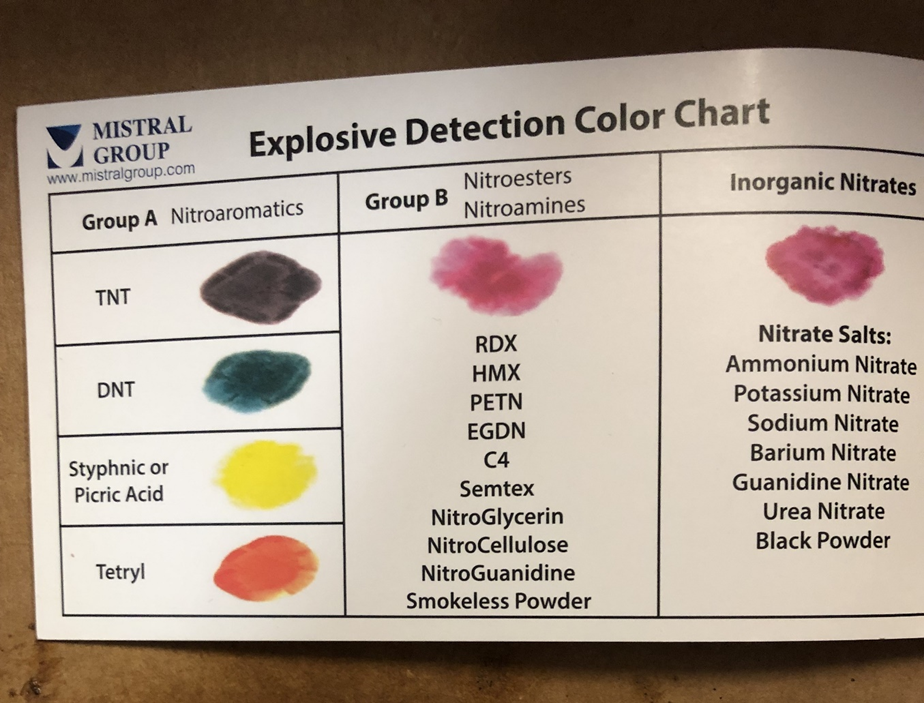 MISTRAL
GROUP
www.mistralgroup.com
Explosive Detection Color Chart
Group A Nitroaromatics
TNT
DNT
Styphnic or
Picric Acid
Tetryl
Group B Nitroesters
Nitroamines
RDX
HMX
PETN
EGDN
C4
Semtex
NitroGlycerin
NitroCellulose
NitroGuanidine
Smokeless Powder
Inorganic Nitrates
Nitrate Salts:
Ammonium Nitrate
Potassium Nitrate
Sodium Nitrate
Barium Nitrate
Guanidine Nitrate
Urea Nitrate
Black Powder